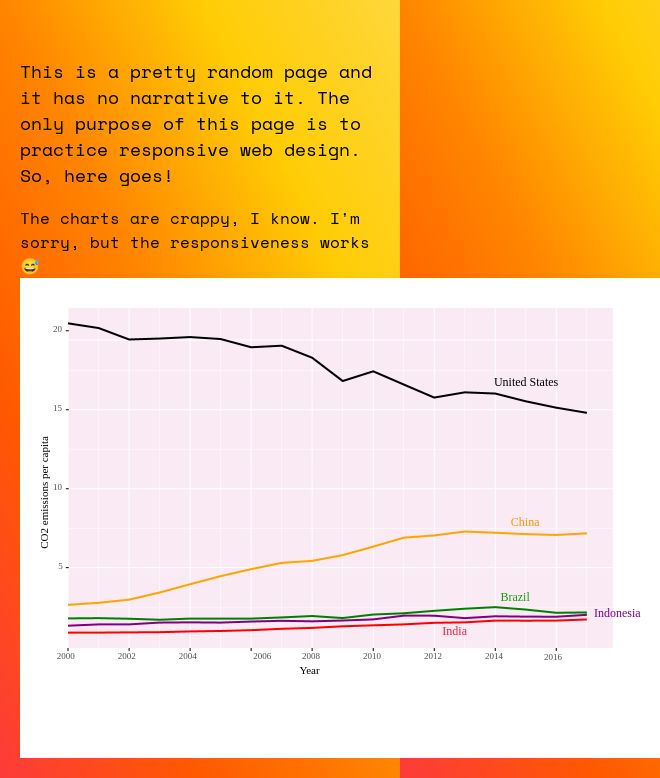 This is a pretty random page and
it has no narrative to it. The
only purpose of this page is to
practice responsive web design.
So, here goes!
The charts are crappy, I know. I'm
sorry, but the responsiveness works
😅
20
United States
15
CO2 emissions per capita
10
China
5
Brazil
Indonesia
India
2000 2002 2004 2006 2008 2010 2012 2014 2016
Year